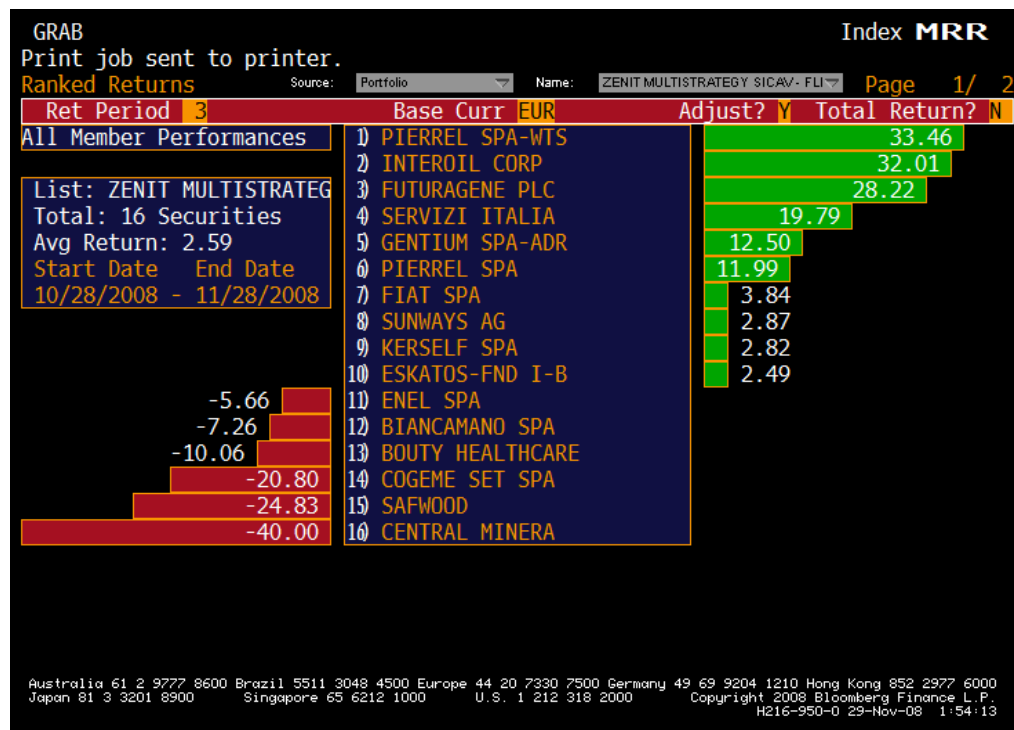 GRAB Index MRR
Print job sent to printer.
Ranked Returns Source: Portfolio Name: ZENIT MULTISTRATEGY SICAV- FLI Page 1/ 2
Ret Period 3 Base Curr EUR Adjust? Y Total Return? N
All Member Performances 1) PIERREL SPA-WTS 33.46
2) INTEROIL CORP 32.01
List: ZENIT MULTISTRATEG 3) FUTURAGENE PLC 28.22
Total: 16 Securities 4) SERVIZI ITALIA 19.79
Avg Return: 2.59 5) GENTIUM SPA-ADR 12.50
Start Date End Date 6) PIERREL SPA 11.99
10/28/2008 - 11/28/2008 7) FIAT SPA 3.84
8) SUNWAYS AG 2.87
9) KERSELF SPA 2.82
10) ESKATOS-FND I-B 2.49
-5.66 11) ENEL SPA
-7.26 12) BIANCAMANO SPA
-10.06 13) BOUTY HEALTHCARE
-20.80 14) COGEME SET SPA
-24.83 15) SAFWOOD
-40.00 16) CENTRAL MINERA
Australia 61 2 9777 8600 Brazil 5511 3048 4500 Europe 44 20 7330 7500 Germany 49 69 9204 1210 Hong Kong 852 2977 6000
Japan 81 3 3201 8900 Singapore 65 6212 1000 U.S. 1 212 318 2000 Copyright 2008 Bloomberg Finance L.P.
H216-950-0 29-Nov-08 1:54:13